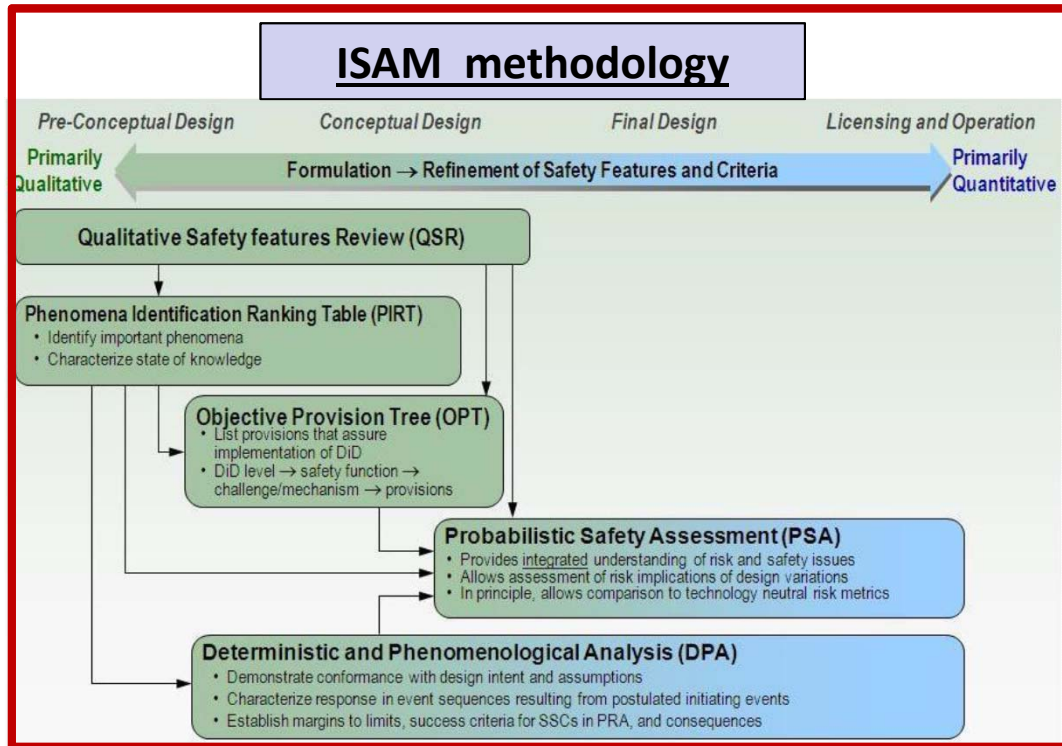 ISAM methodology
Pre-Conceptual Design Conceptual Design Final Design Licensing and Operation
Primarily
Qualitative
Formulation → Refinement of Safety Features and Criteria
Primarily
Quantitative
Qualitative Safety features Review (QSR)
Phenomena Identification Ranking Table (PIRT)
• Identify important phenomena
• Characterize state of knowledge
Objective Provision Tree (OPT)
• List provisions that assure
implementation of DiD
• DiD level → safety function →
challenge/mechanism → provisions
Probabilistic Safety Assessment (PSA)
• Provides integrated understanding of risk and safety issues
• Allows assessment of risk implications of design variations
• In principle, allows comparison to technology neutral risk metrics
Deterministic and Phenomenological Analysis (DPA)
• Demonstrate conformance with design intent and assumptions
• Characterize response in event sequences resulting from postulated initiating events
• Establish margins to limits, success criteria for SSCs in PRA, and consequences